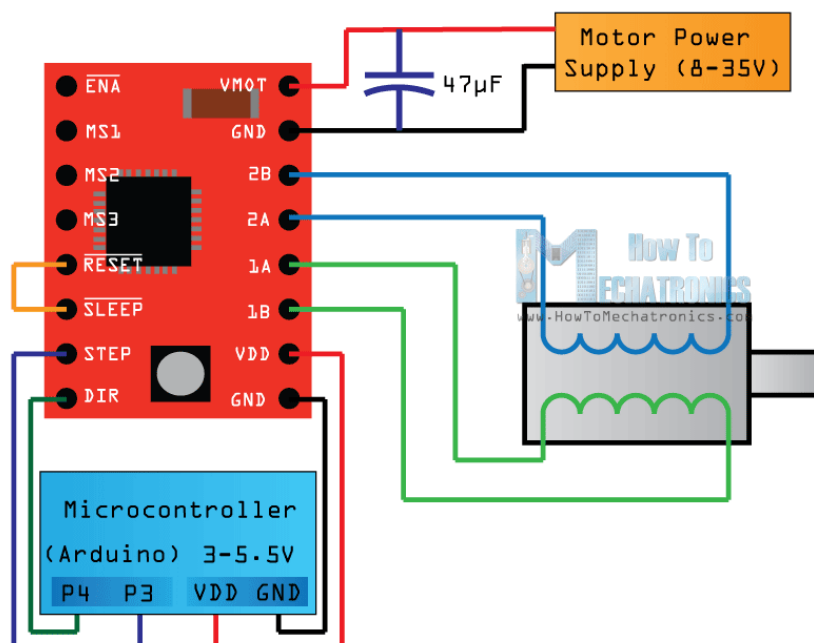 Motor Power
Supply (8-35V)
47µF
ENA
VMOT
MS1
GND
MS2
2B
MS3
2A
RESET
1A
SLEEP
1B
STEP
VDD
DIR
GND
How To
MECHATRONICS
www.HowToMechatronics.com
Microcontroller
(Arduino) 3-5.5V
P4 P3 VDD GND